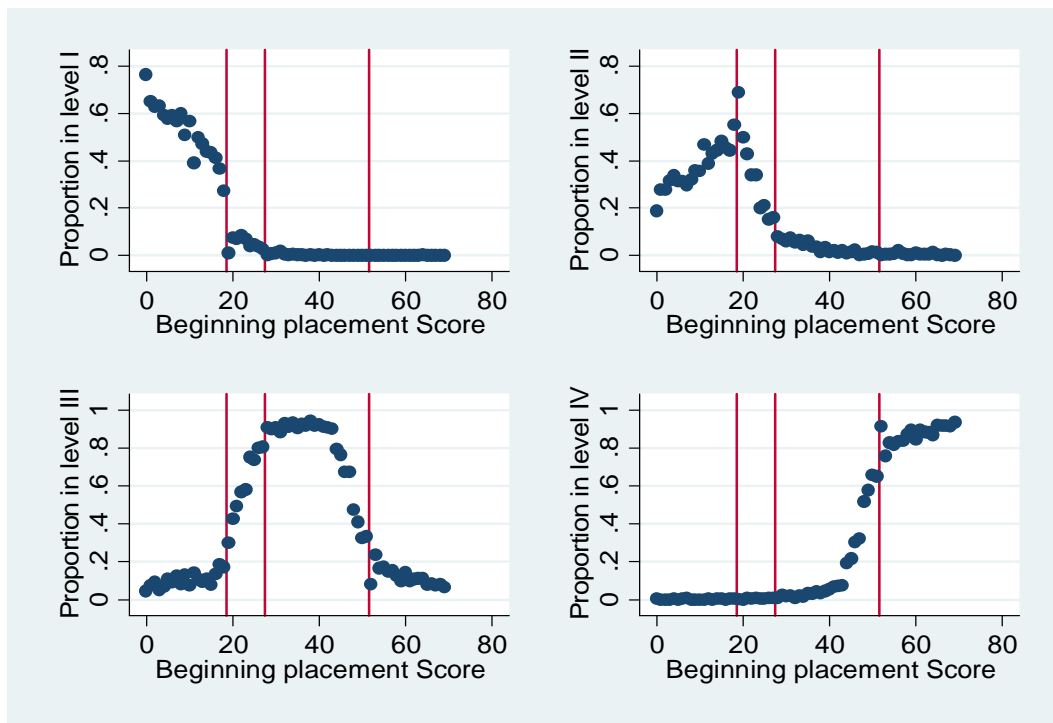 Proportion in level I
0 .2 .4 .6 .8
0 20 40 60 80
Beginning placement Score
Proportion in level II
0 .2 .4 .6 .8
0 20 40 60 80
Beginning placement Score
Proportion in level III
0 .2 .4 .6 .8 1
0 20 40 60 80
Beginning placement Score
Proportion in level IV
0 .2 .4 .6 .8 1
0 20 40 60 80
Beginning placement Score